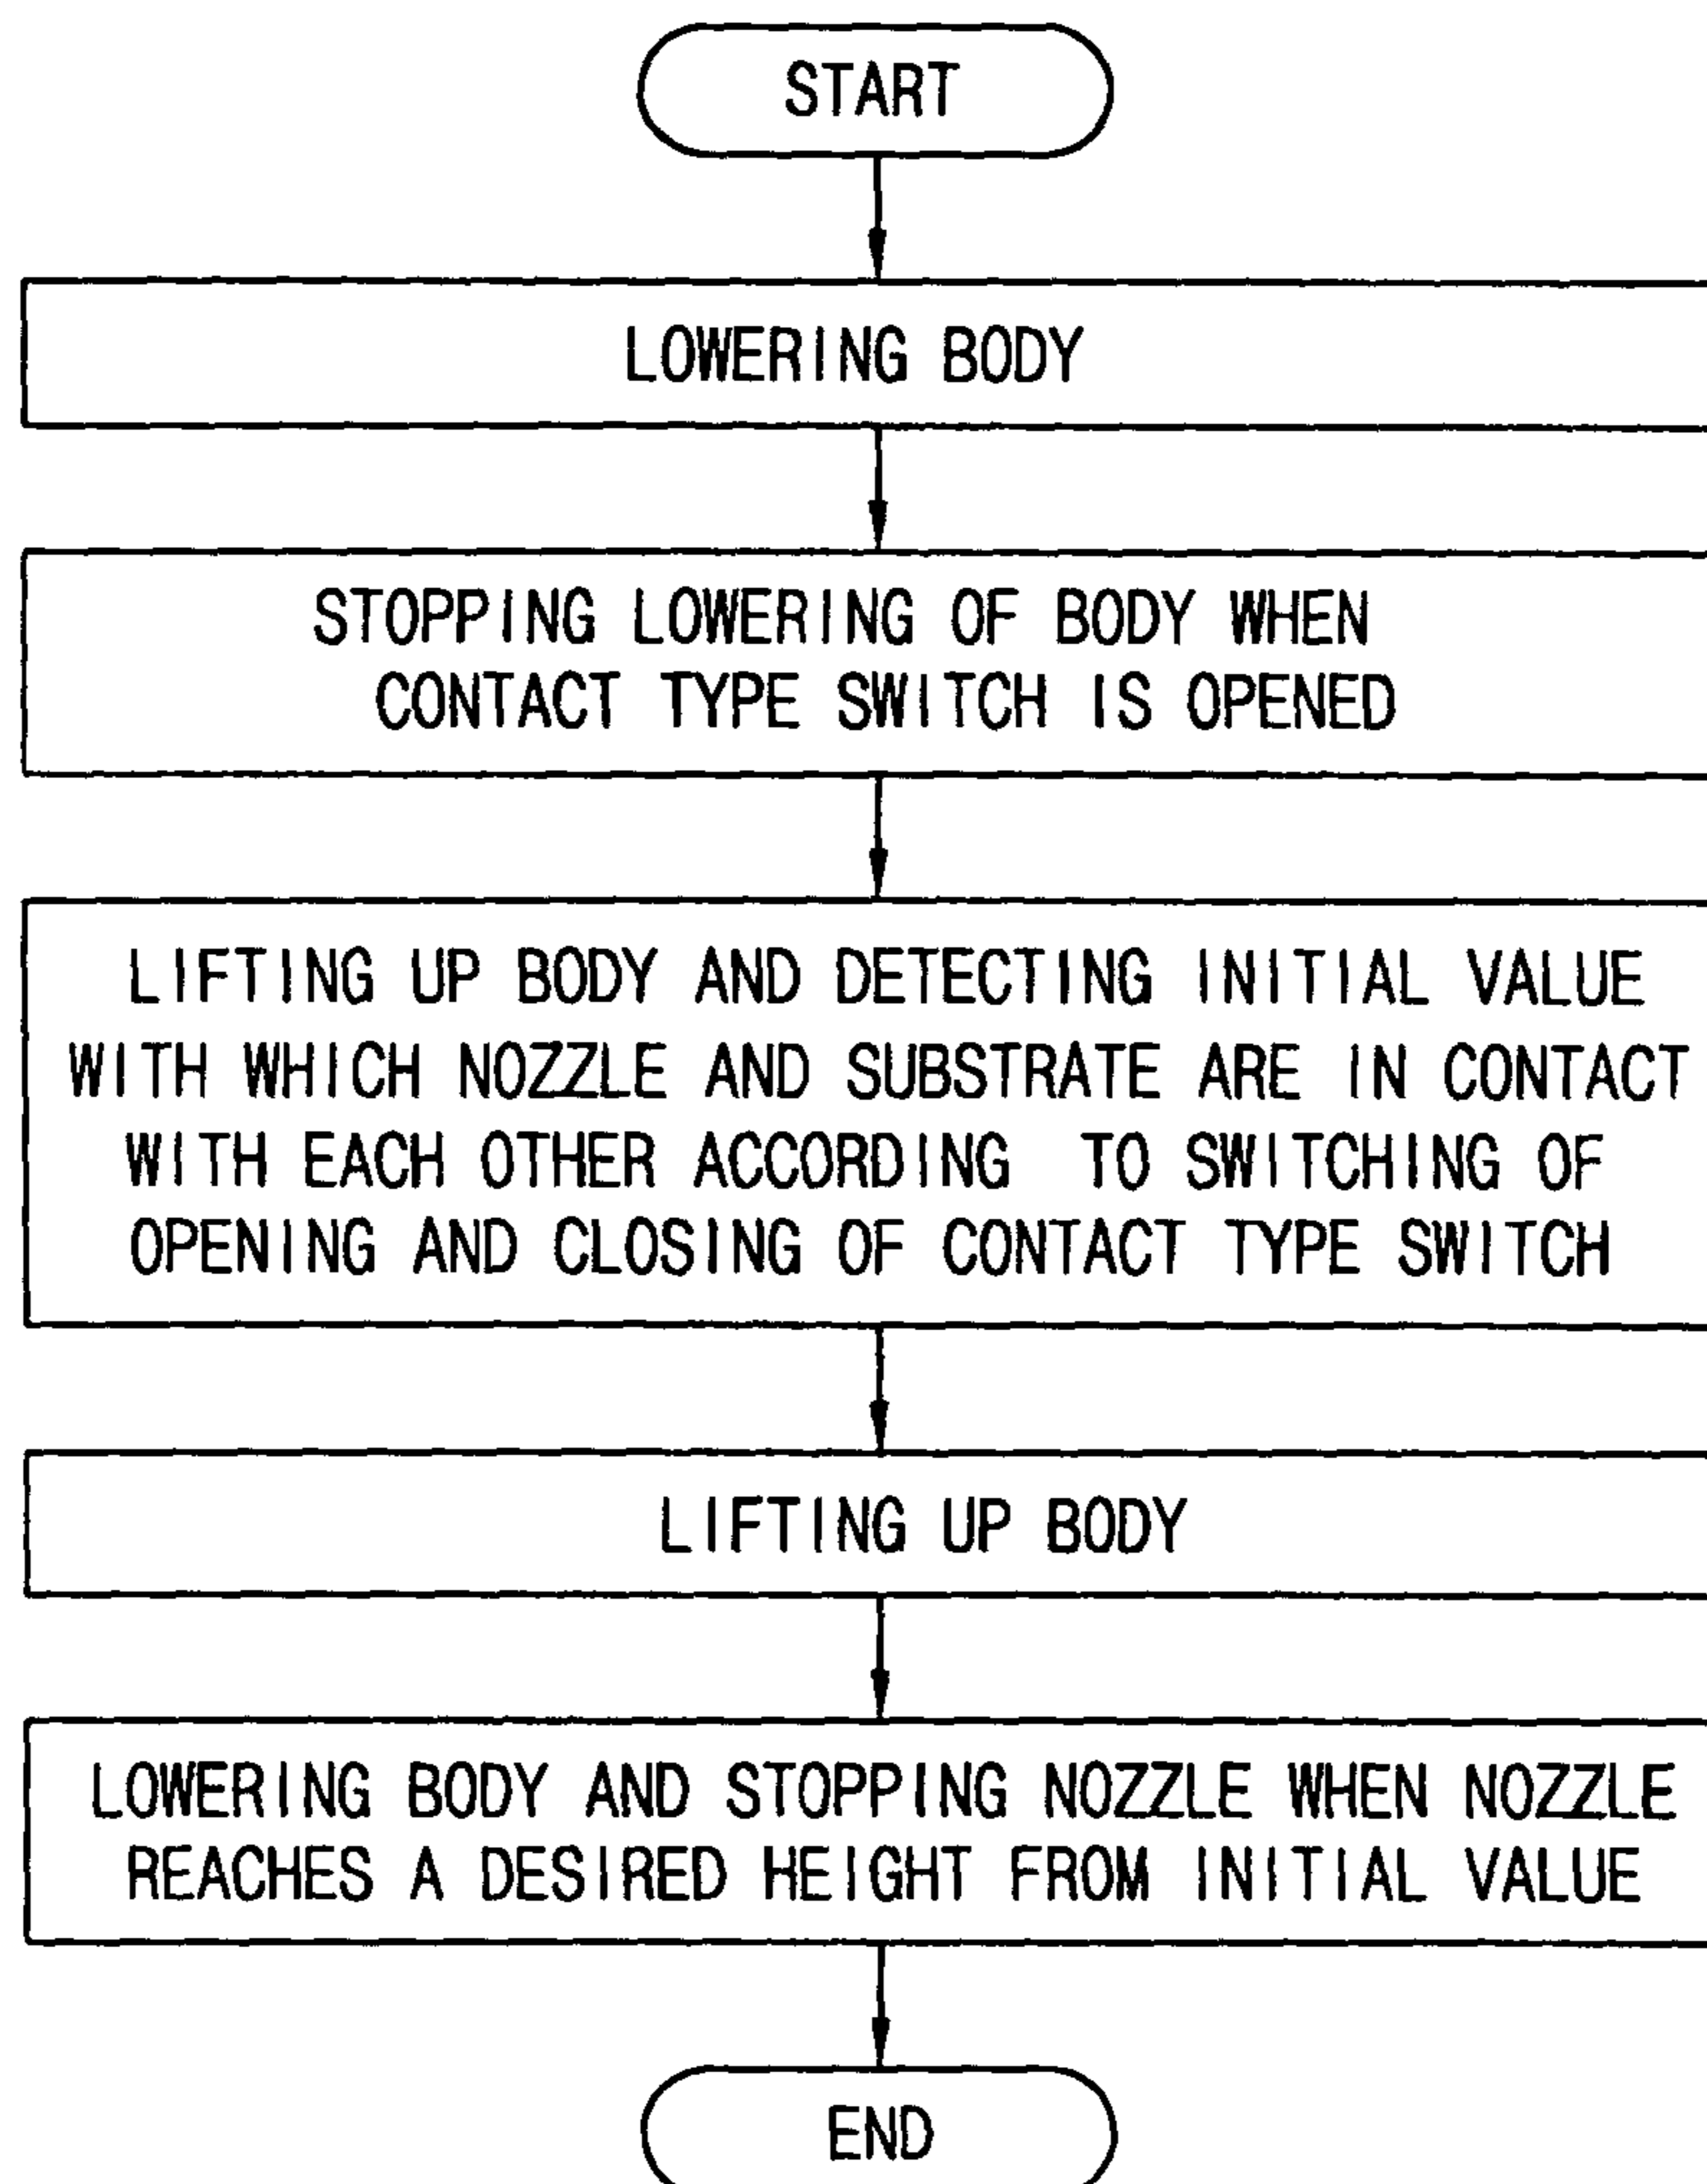 START
LOWERING BODY
STOPPING LOWERING OF BODY WHEN
CONTACT TYPE SWITCH IS OPENED
LIFTING UP BODY AND DETECTING INITIAL VALUE
WITH WHICH NOZZLE AND SUBSTRATE ARE IN CONTACT
WITH EACH OTHER ACCORDING TO SWITCHING OF
OPENING AND CLOSING OF CONTACT TYPE SWITCH
LIFTING UP BODY
LOWERING BODY AND STOPPING NOZZLE WHEN NOZZLE
REACHES A DESIRED HEIGHT FROM INITIAL VALUE
END